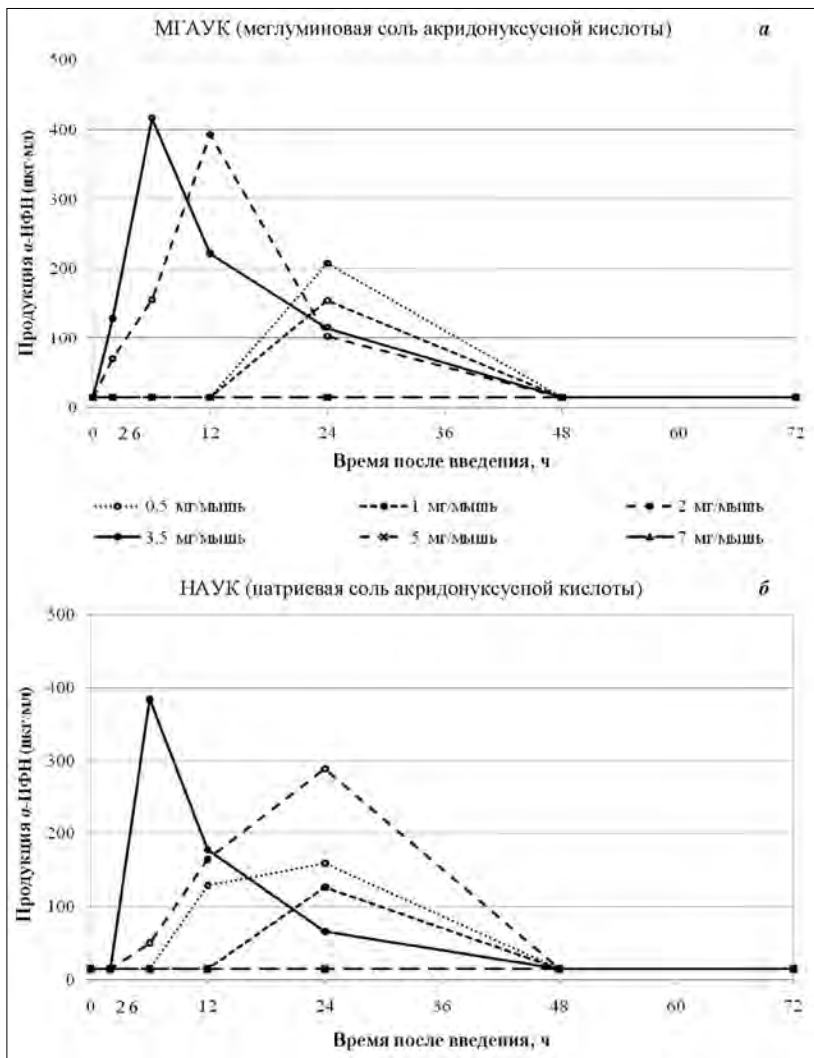 МГАУК (меглуминовая соль акридонуксусной кислоты) а
500
400
300
200
100
0
Продукция α-ИФН (пкг·мл)
0 2 6 12 24 36 48 60 72
Время после введения, ч
0.5 мг/мышь 1 мг/мышь 2 мг/мышь
3.5 мг/мышь 5 мг/мышь 7 мг/мышь
НАУК (натриевая соль акридонуксусной кислоты) б
500
400
300
200
100
0
Продукция α-ИФН (пкг·мл)
0 2 6 12 24 36 48 60 72
Время после введения, ч